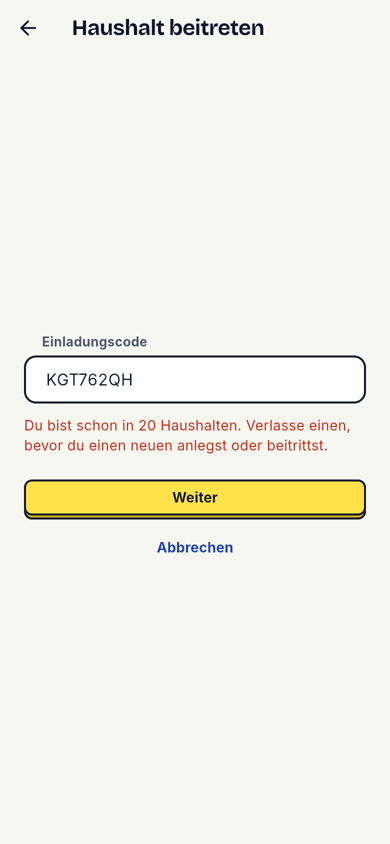 Haushalt beitreten
Einladungscode
KGT762QH
Du bist schon in 20 Haushalten. Verlasse einen,
bevor du einen neuen anlegst oder beitrittst.
Weiter
Abbrechen